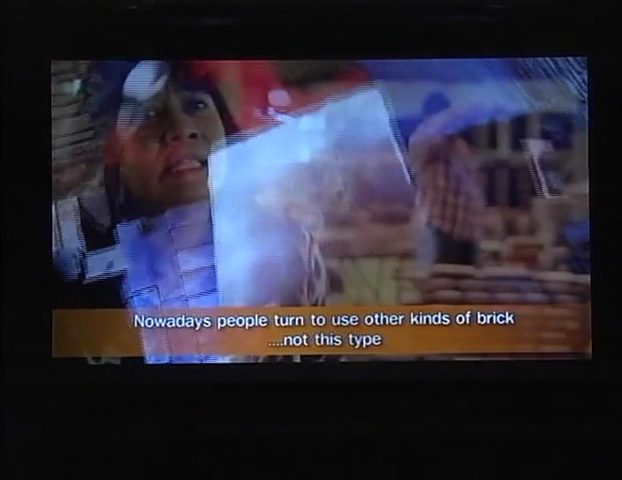 Nowadays people turn to use other kinds of brick
....not this type